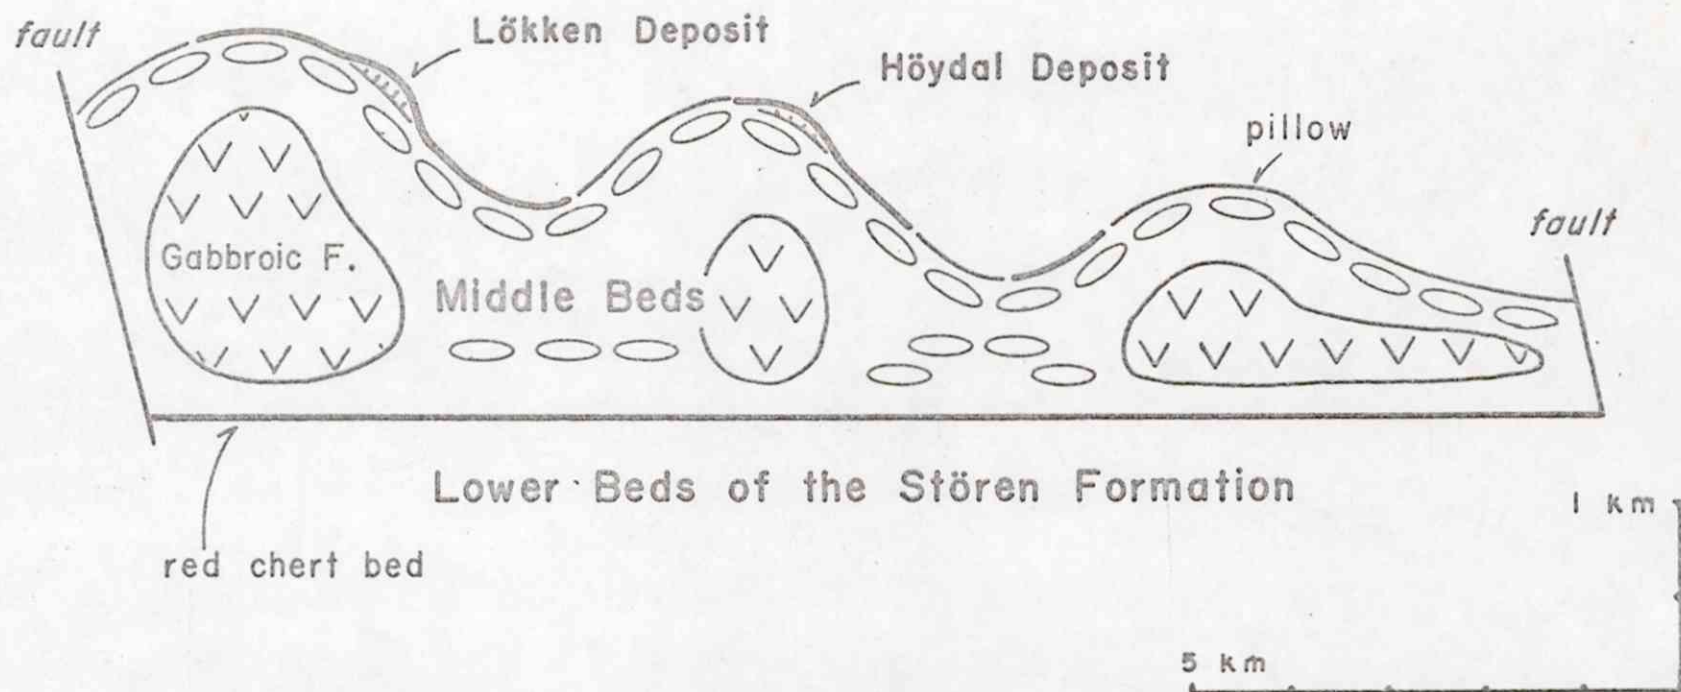 fault
Lökken Deposit
Höydal Deposit
pillow
fault
Gabbroic F.
Middle Beds
Lower Beds of the Stören Formation
1 km
red chert bed
5 km